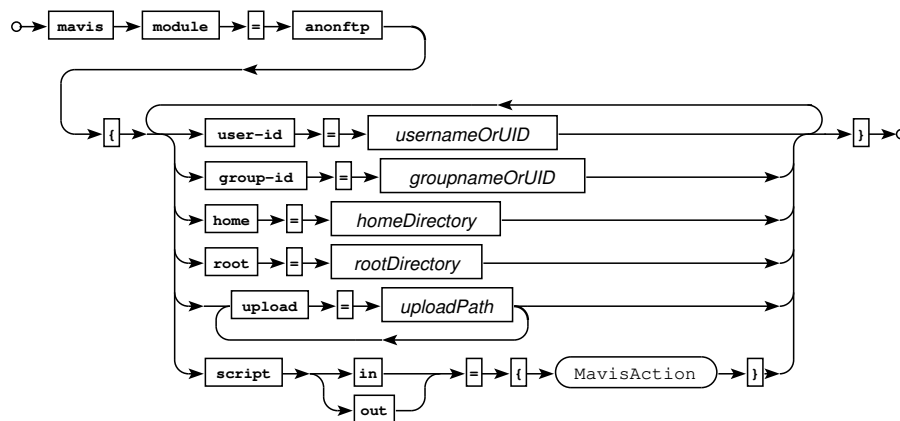 mavis module = anonftp
{ user-id = usernameOrUID }
group-id = groupnameOrUID
home = homeDirectory
root = rootDirectory
upload = uploadPath
script in = { MavisAction }
out